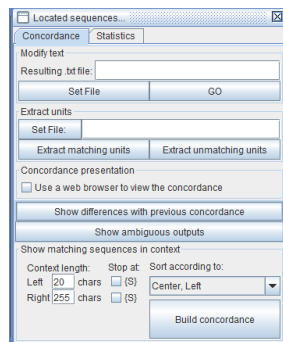 Located sequences...
Concordance Statistics
Modify text
Resulting .txt file:
Set File GO
Extract units
Set File:
Extract matching units Extract unmatching units
Concordance presentation
Use a web browser to view the concordance
Show differences with previous concordance
Show ambiguous outputs
Show matching sequences in context
Context length: Stop at: Sort according to:
Left 20 chars {S} Center, Left
Right 255 chars {S}
Build concordance